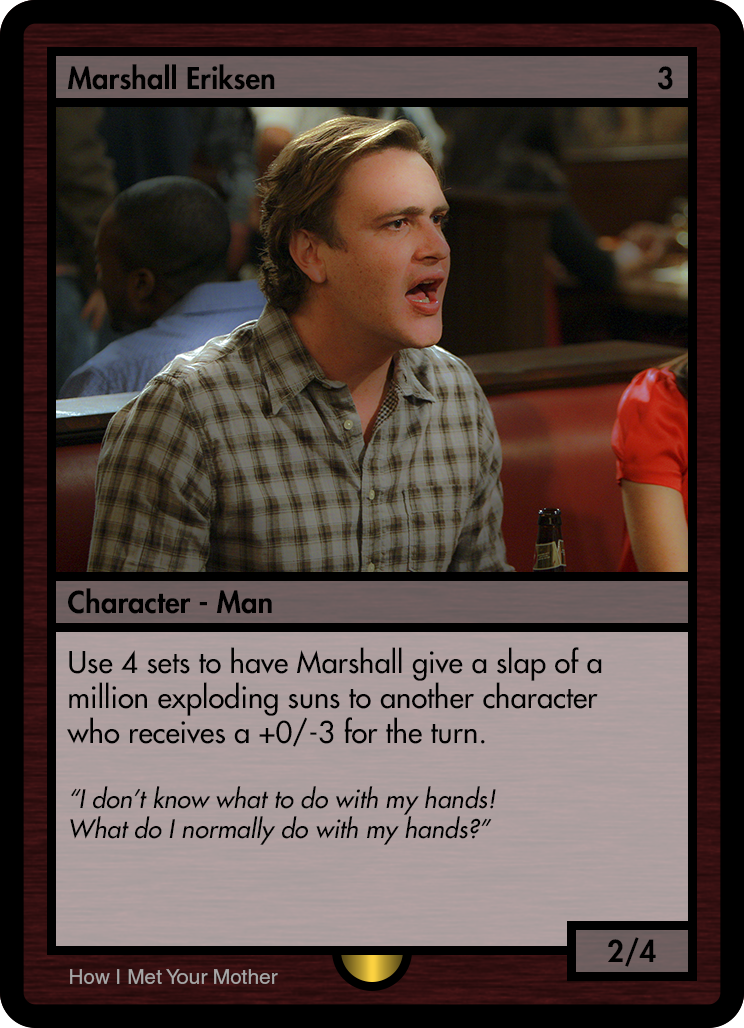 Marshall Eriksen 3
Character - Man
Use 4 sets to have Marshall give a slap of a
million exploding suns to another character
who receives a +0/-3 for the turn.
“I don’t know what to do with my hands!
What do I normally do with my hands?”
2/4
How I Met Your Mother